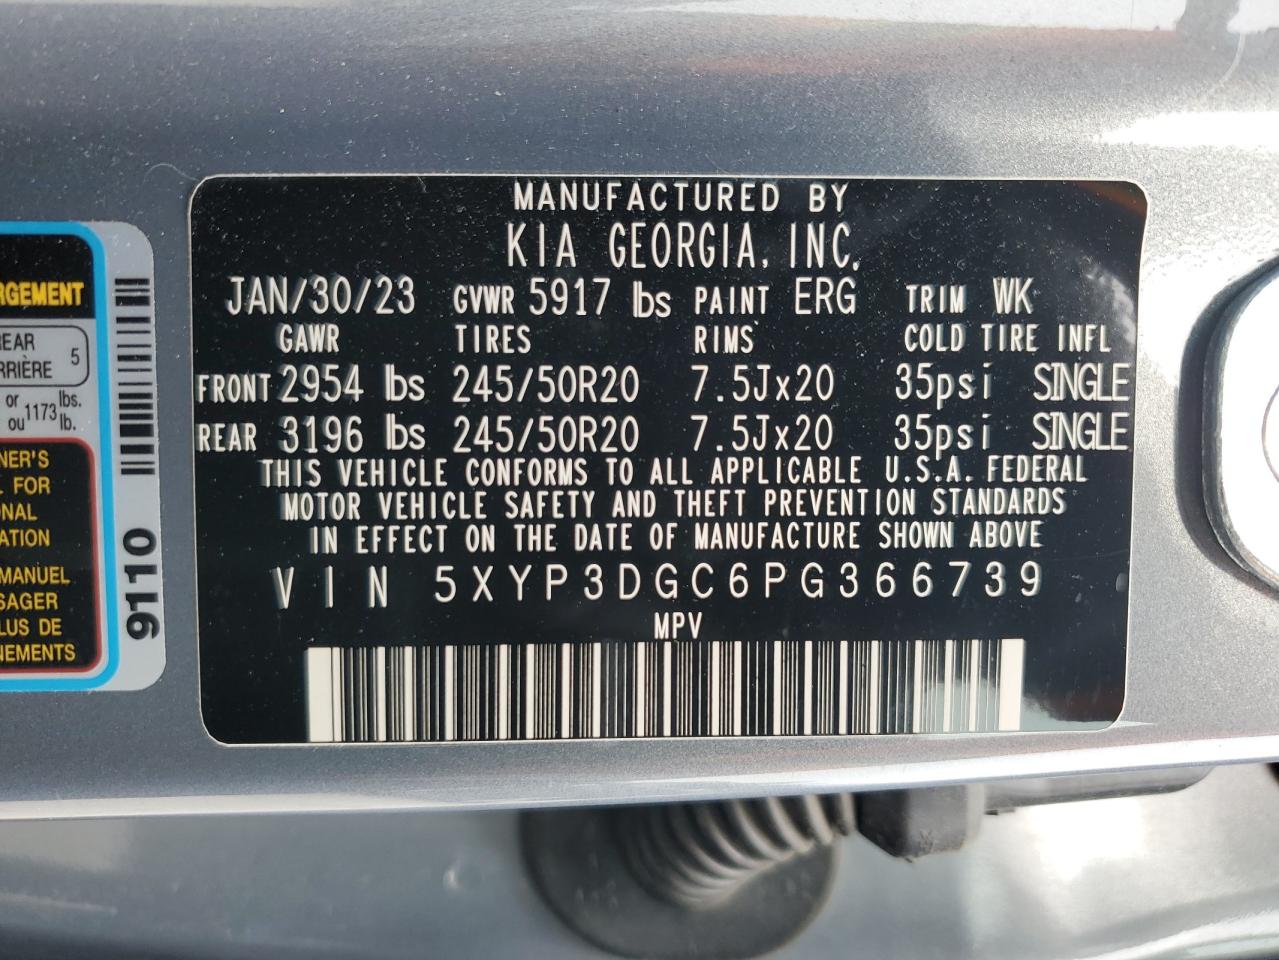 MANUFACTURED BY
KIA GEORGIA, INC.
JAN/30/23 GVWR 5917 lbs PAINT ERG TRIM WK
GAWR TIRES RIMS COLD TIRE INFL
FRONT 2954 lbs 245/50R20 7.5Jx20 35psi SINGLE
REAR 3196 lbs 245/50R20 7.5Jx20 35psi SINGLE
THIS VEHICLE CONFORMS TO ALL APPLICABLE U.S.A. FEDERAL
MOTOR VEHICLE SAFETY AND THEFT PREVENTION STANDARDS
IN EFFECT ON THE DATE OF MANUFACTURE SHOWN ABOVE
VIN 5XYP3DGC6PG366739
MPV
RGEMENT
EAR
RRIÈRE 5
or lbs.
ou 1173 lb.
NER'S
L FOR
ONAL
ATION
MANUEL
SAGER
LUS DE
NEMENTS
9110